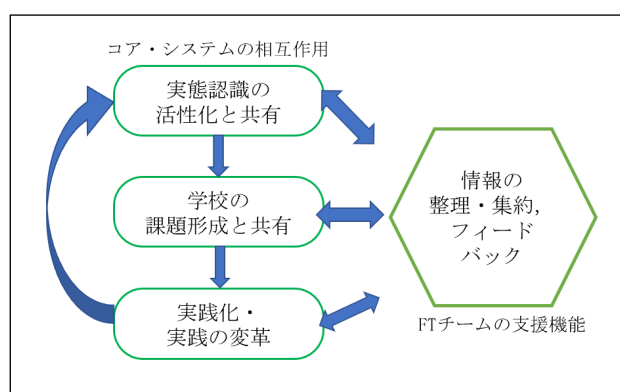 コア・システムの相互作用
実態認識の
活性化と共有
学校の
課題形成と共有
実践化・
実践の変革
情報の
整理・集約,
フィード
バック
FTチームの支援機能